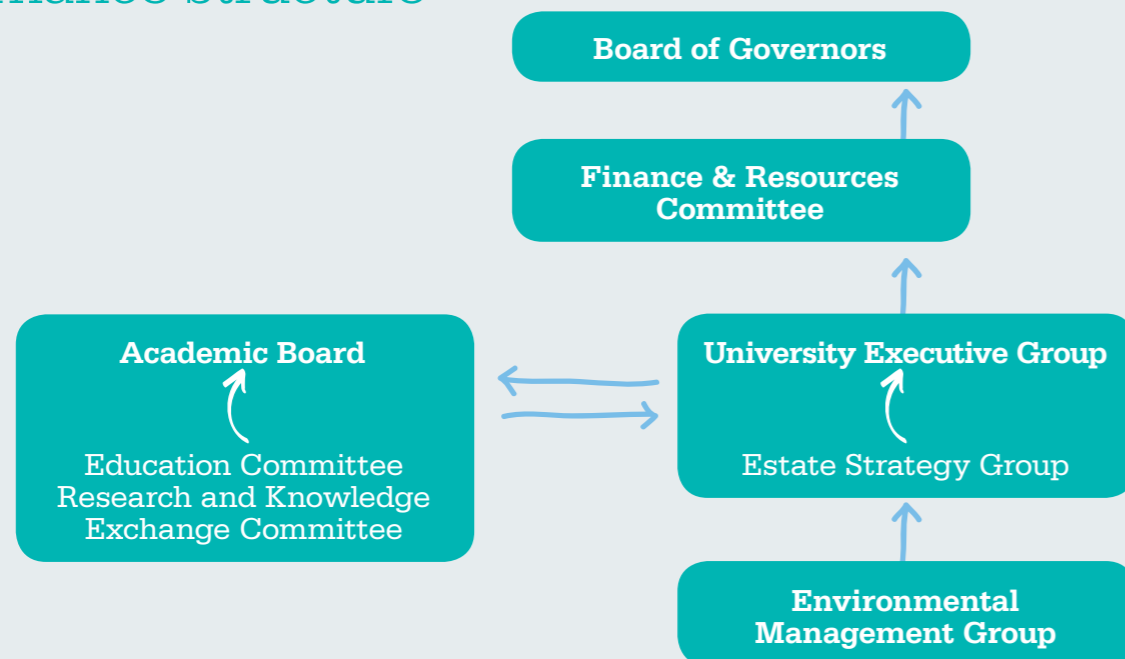 Structure
Board of Governors
Finance & Resources
Committee
Academic Board
Education Committee
Research and Knowledge
Exchange Committee
University Executive Group
Estate Strategy Group
Environmental
Management Group